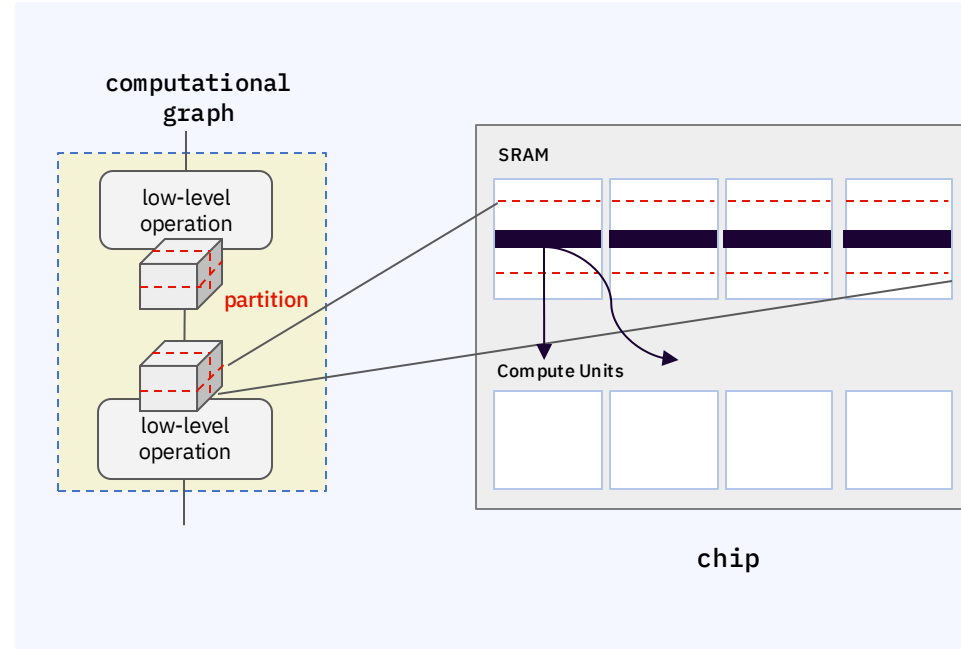 computational
graph
low-level
operation
partition
low-level
operation
SRAM
Compute Units
chip